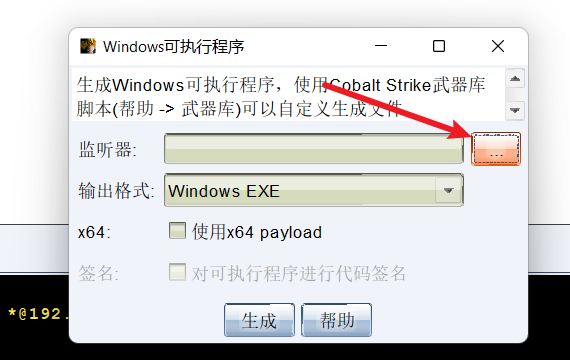 Windows可执行程序
生成Windows可执行程序，使用Cobalt Strike武器库
脚本(帮助 -> 武器库)可以自定义生成文件
监听器:
...
输出格式: Windows EXE
x64: 使用x64 payload
签名: 对可执行程序进行代码签名
*@192.
生成 帮助